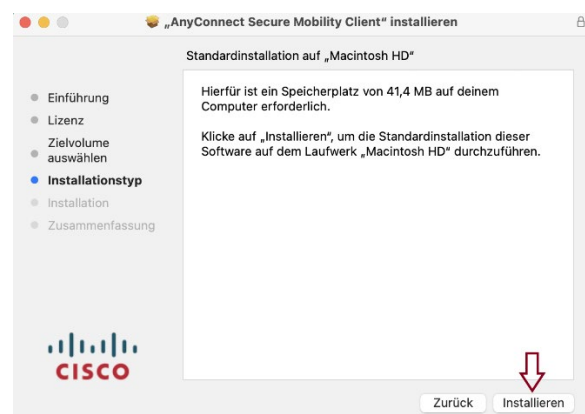 „AnyConnect Secure Mobility Client“ installieren
Standardinstallation auf „Macintosh HD“
Einführung
Lizenz
Zielvolume
auswählen
Installationstyp
Installation
Zusammenfassung
Hierfür ist ein Speicherplatz von 41,4 MB auf deinem
Computer erforderlich.
Klicke auf „Installieren“, um die Standardinstallation dieser
Software auf dem Laufwerk „Macintosh HD“ durchzuführen.
CISCO
Zurück
Installieren